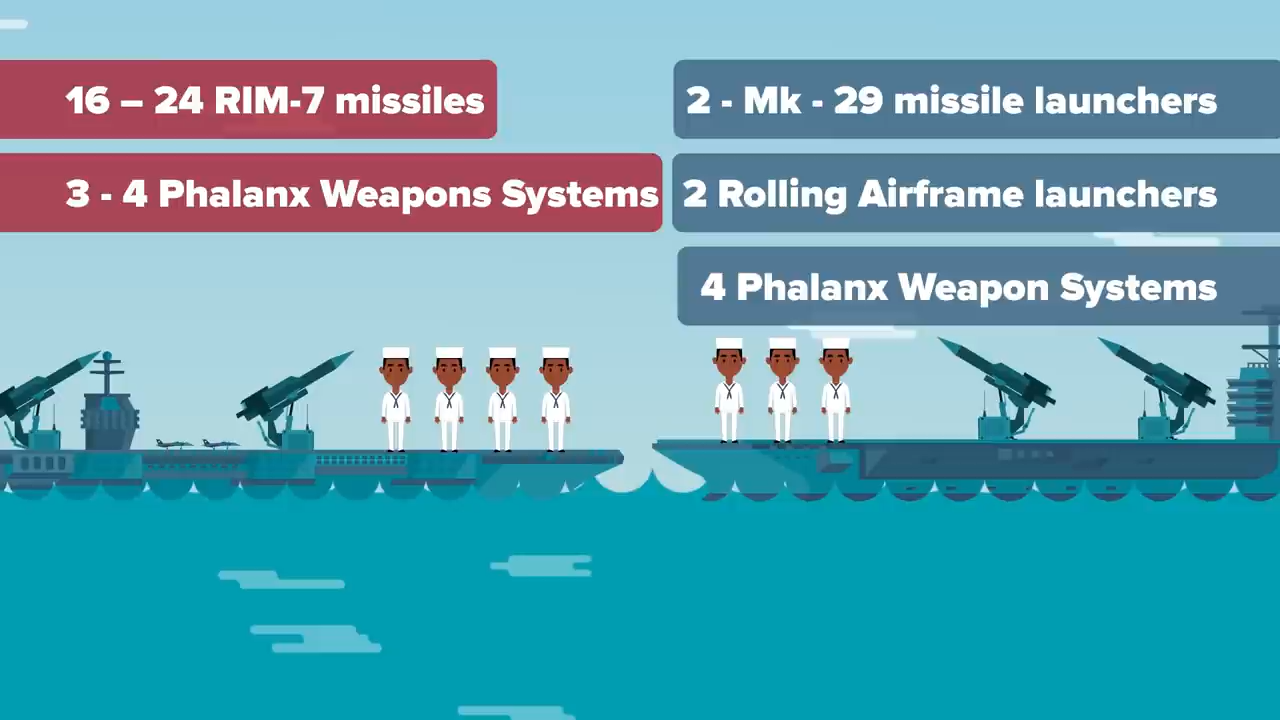 16 – 24 RIM-7 missiles
3 - 4 Phalanx Weapons Systems
2 - Mk - 29 missile launchers
2 Rolling Airframe launchers
4 Phalanx Weapon Systems